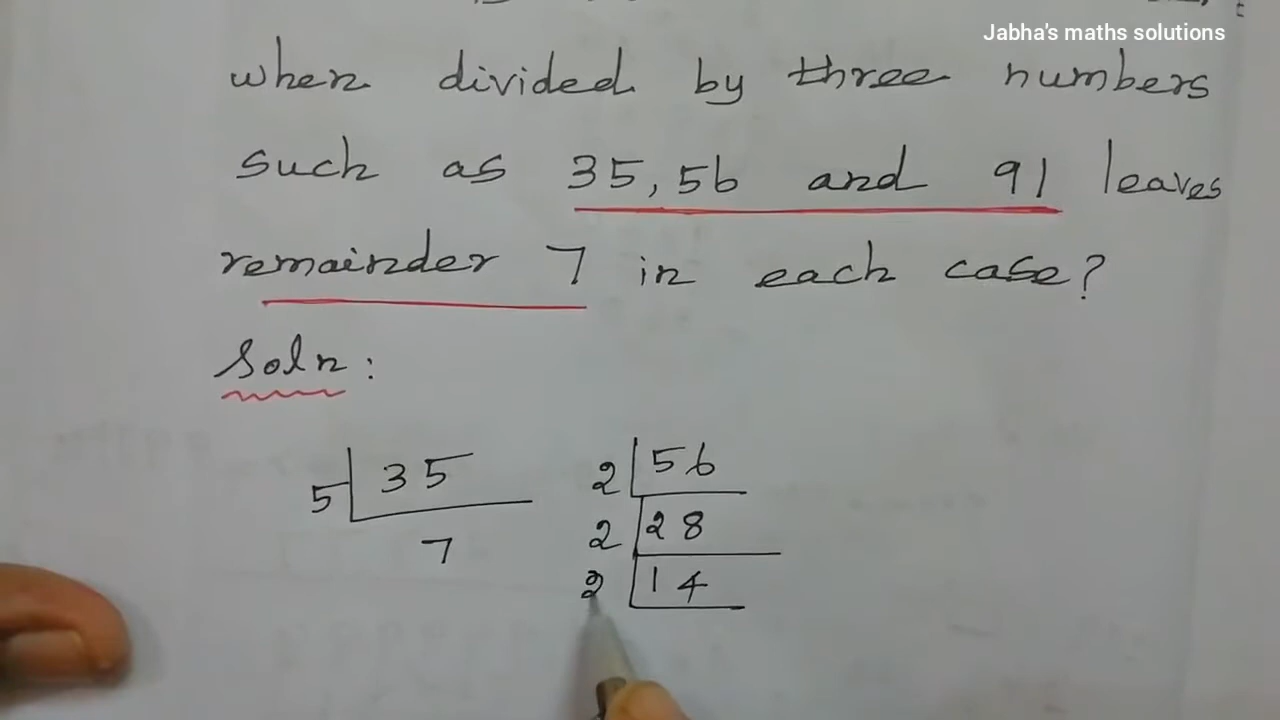 Jabha's maths solutions
when divided by three numbers
such as 35, 56 and 91 leaves
remainder 7 in each case?
Soln:
5 35 2 56
7 2 28
2 14